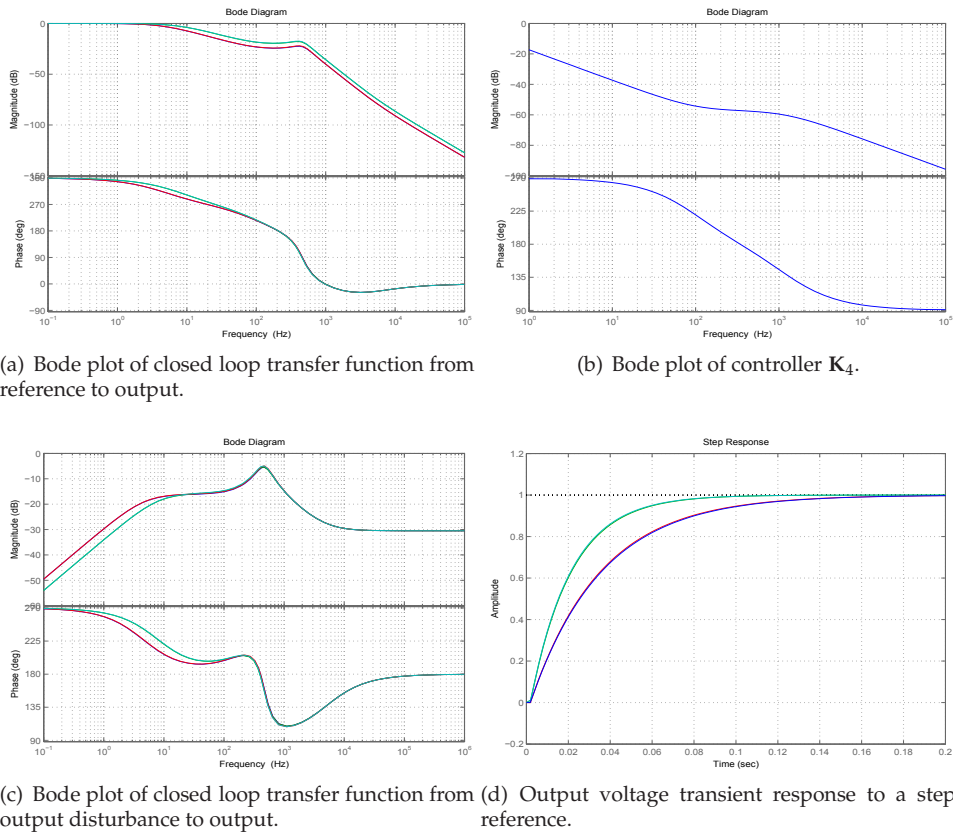 Bode Diagram
Magnitude (dB)
0
−50
−100
−150
Phase (deg)
360
270
180
90
0
−90
10^−1 10^0 10^1 10^2 10^3 10^4 10^5
Frequency (Hz)
(a) Bode plot of closed loop transfer function from
reference to output.
Bode Diagram
Magnitude (dB)
0
−20
−40
−60
−80
Phase (deg)
270
225
180
135
90
10^0 10^1 10^2 10^3 10^4 10^5
Frequency (Hz)
(b) Bode plot of controller K₄.
Bode Diagram
Magnitude (dB)
0
−10
−20
−30
−40
−50
−60
Phase (deg)
270
225
180
135
90
10^−1 10^0 10^1 10^2 10^3 10^4 10^5 10^6
Frequency (Hz)
(c) Bode plot of closed loop transfer function from
output disturbance to output.
Step Response
Amplitude
1.2
1
0.8
0.6
0.4
0.2
0
−0.2
0 0.02 0.04 0.06 0.08 0.1 0.12 0.14 0.16 0.18 0.2
Time (sec)
(d) Output voltage transient response to a step
reference.